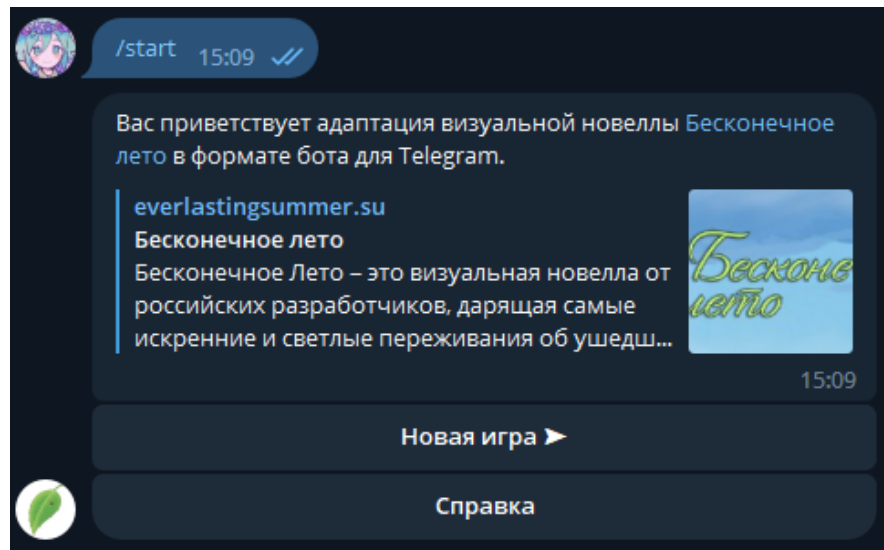 /start 15:09
Вас приветствует адаптация визуальной новеллы Бесконечное
лето в формате бота для Telegram.
everlastingsummer.su
Бесконечное лето
Бесконечное Лето – это визуальная новелла от
российских разработчиков, дарящая самые
искренние и светлые переживания об ушедш...
Бесконе
лето
15:09
Новая игра ➤
Справка